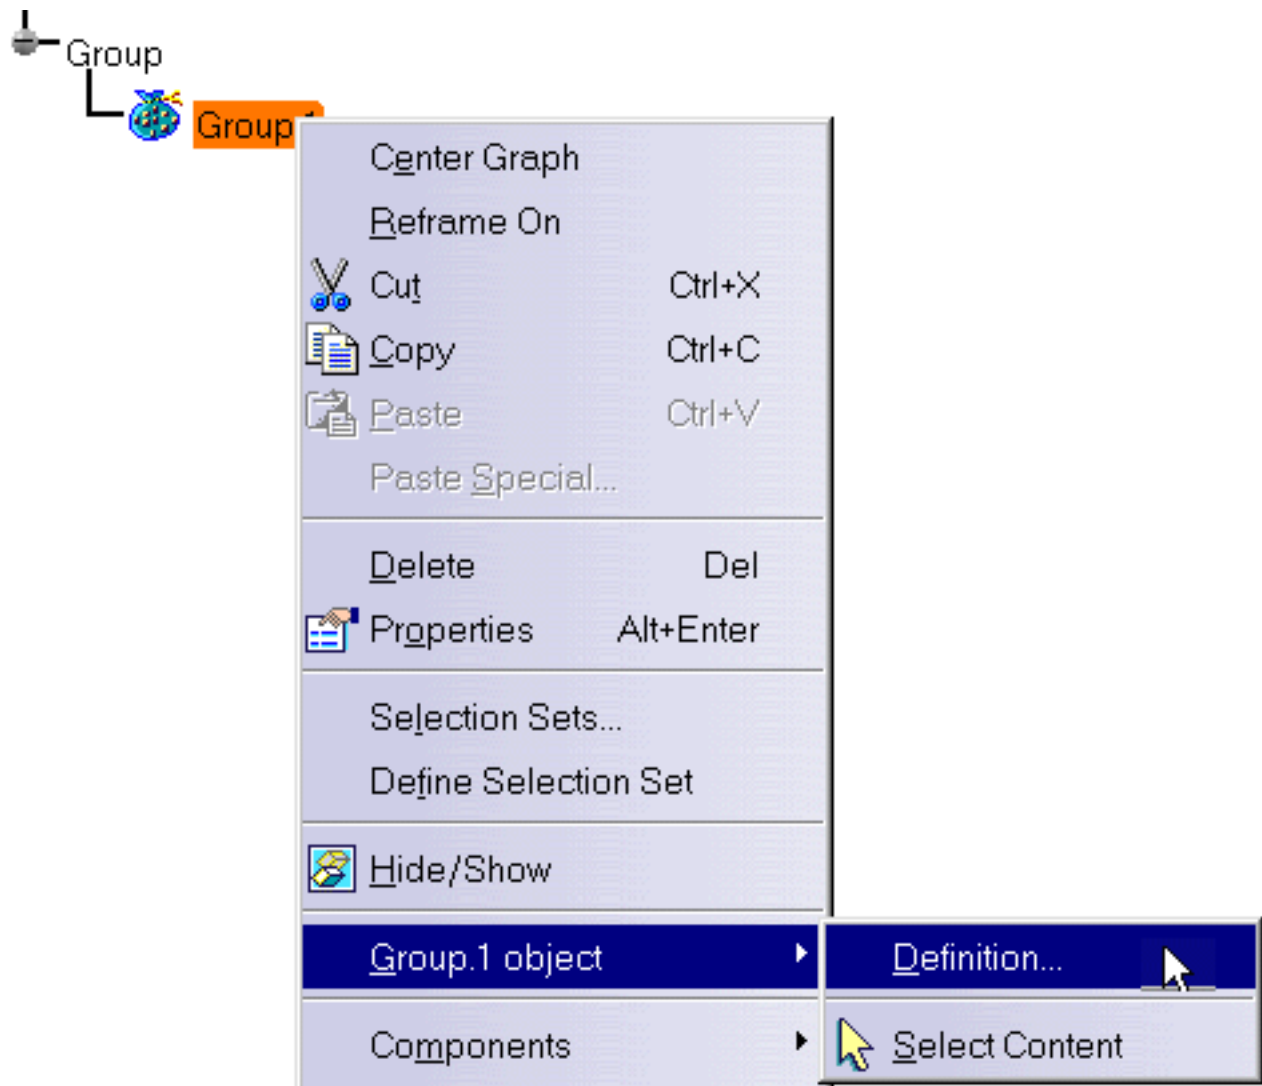 Group
Group.1
Center Graph
Reframe On
Cut Ctrl+X
Copy Ctrl+C
Paste Ctrl+V
Paste Special...
Delete Del
Properties Alt+Enter
Selection Sets...
Define Selection Set
Hide/Show
Group.1 object Definition...
Components Select Content